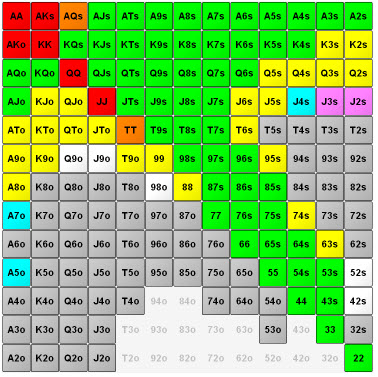 AA AKs AQs AJs ATs A9s A8s A7s A6s A5s A4s A3s A2s
AKo KK KQs KJs KTs K9s K8s K7s K6s K5s K4s K3s K2s
AQo KQo QQ QJs QTs Q9s Q8s Q7s Q6s Q5s Q4s Q3s Q2s
AJo KJo QJo JJ JTs J9s J8s J7s J6s J5s J4s J3s J2s
ATo KTo QTo JTo TT T9s T8s T7s T6s T5s T4s T3s T2s
A9o K9o Q9o J9o T9o 99 98s 97s 96s 95s 94s 93s 92s
A8o K8o Q8o J8o T8o 98o 88 87s 86s 85s 84s 83s 82s
A7o K7o Q7o J7o T7o 97o 87o 77 76s 75s 74s 73s 72s
A6o K6o Q6o J6o T6o 96o 86o 76o 66 65s 64s 63s 62s
A5o K5o Q5o J5o T5o 95o 85o 75o 65o 55 54s 53s 52s
A4o K4o Q4o J4o T4o 94o 84o 74o 64o 54o 44 43s 42s
A3o K3o Q3o J3o T3o 93o 83o 73o 63o 53o 43o 33 32s
A2o K2o Q2o J2o T2o 92o 82o 72o 62o 52o 42o 32o 22